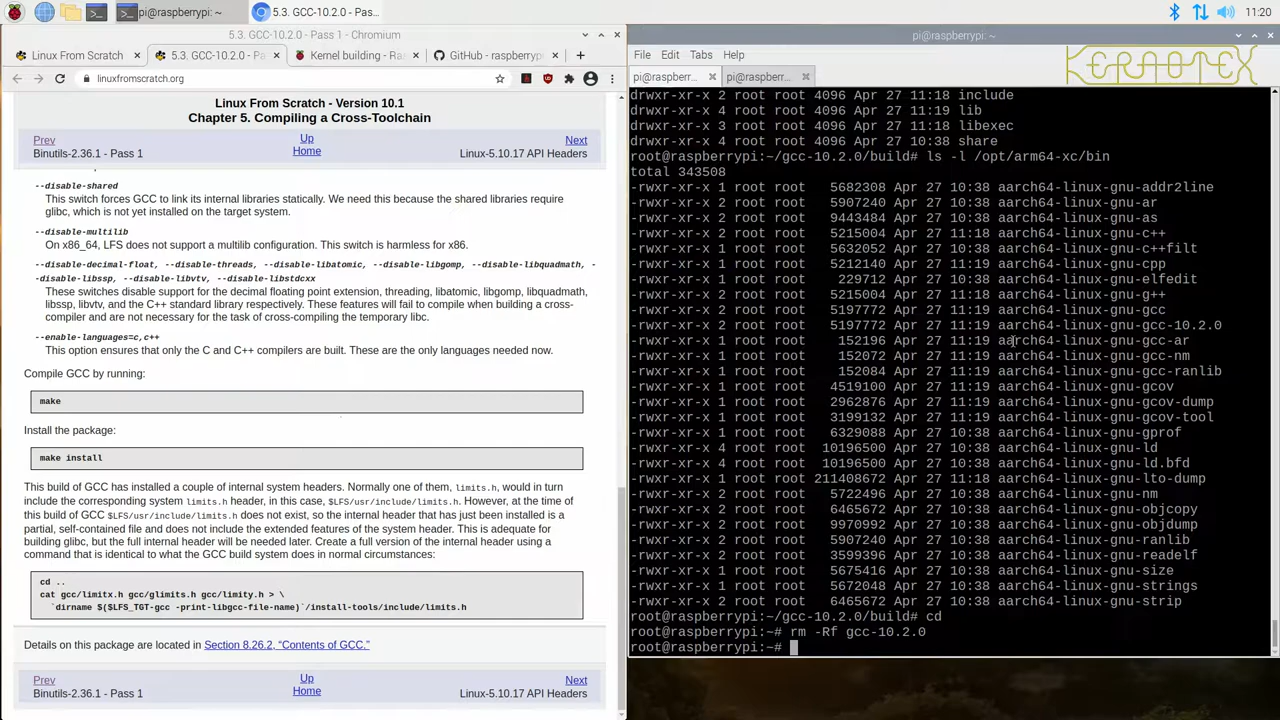 pi@raspberrypi: ~
5.3. GCC-10.2.0 - Pas...
11:20
5.3. GCC-10.2.0 - Pass 1 - Chromium
Linux From Scratch
5.3. GCC-10.2.0 - Pa
Kernel building - Ras
GitHub - raspberryp
linuxfromscratch.org
Linux From Scratch - Version 10.1
Chapter 5. Compiling a Cross-Toolchain
Prev
Up
Next
Binutils-2.36.1 - Pass 1
Home
Linux-5.10.17 API Headers
--disable-shared
This switch forces GCC to link its internal libraries statically. We need this because the shared libraries require
glibc, which is not yet installed on the target system.
--disable-multilib
On x86_64, LFS does not support a multilib configuration. This switch is harmless for x86.
--disable-decimal-float, --disable-threads, --disable-libatomic, --disable-libgomp, --disable-libquadmath, -
-disable-libssp, --disable-libvtv, --disable-libstdcxx
These switches disable support for the decimal floating point extension, threading, libatomic, libgomp, libquadmath,
libssp, libvtv, and the C++ standard library respectively. These features will fail to compile when building a cross-
compiler and are not necessary for the task of cross-compiling the temporary libc.
--enable-languages=c,c++
This option ensures that only the C and C++ compilers are built. These are the only languages needed now.
Compile GCC by running:
make
Install the package:
make install
This build of GCC has installed a couple of internal system headers. Normally one of them, limits.h, would in turn
include the corresponding system limits.h header, in this case, $LFS/usr/include/limits.h. However, at the time of
this build of GCC $LFS/usr/include/limits.h does not exist, so the internal header that has just been installed is a
partial, self-contained file and does not include the extended features of the system header. This is adequate for
building glibc, but the full internal header will be needed later. Create a full version of the internal header using a
command that is identical to what the GCC build system does in normal circumstances:
cd ..
cat gcc/limitx.h gcc/glimits.h gcc/limity.h > \
`dirname $($LFS_TGT-gcc -print-libgcc-file-name)`/install-tools/include/limits.h
Details on this package are located in Section 8.26.2, “Contents of GCC.”
Prev
Up
Next
Binutils-2.36.1 - Pass 1
Home
Linux-5.10.17 API Headers
pi@raspberrypi: ~
File Edit Tabs Help
KERNOTEX
pi@raspberr...
pi@raspberr...
drwxr-xr-x 2 root root 4096 Apr 27 11:18 include
drwxr-xr-x 4 root root 4096 Apr 27 11:19 lib
drwxr-xr-x 3 root root 4096 Apr 27 11:18 libexec
drwxr-xr-x 4 root root 4096 Apr 27 10:38 share
root@raspberrypi:~/gcc-10.2.0/build# ls -l /opt/arm64-xc/bin
total 343508
-rwxr-xr-x 1 root root 5682308 Apr 27 10:38 aarch64-linux-gnu-addr2line
-rwxr-xr-x 2 root root 5907240 Apr 27 10:38 aarch64-linux-gnu-ar
-rwxr-xr-x 2 root root 9443484 Apr 27 10:38 aarch64-linux-gnu-as
-rwxr-xr-x 2 root root 5215004 Apr 27 11:18 aarch64-linux-gnu-c++
-rwxr-xr-x 1 root root 5632052 Apr 27 10:38 aarch64-linux-gnu-c++filt
-rwxr-xr-x 1 root root 5212140 Apr 27 11:19 aarch64-linux-gnu-cpp
-rwxr-xr-x 1 root root 229712 Apr 27 10:38 aarch64-linux-gnu-elfedit
-rwxr-xr-x 2 root root 5215004 Apr 27 11:18 aarch64-linux-gnu-g++
-rwxr-xr-x 2 root root 5197772 Apr 27 11:19 aarch64-linux-gnu-gcc
-rwxr-xr-x 2 root root 5197772 Apr 27 11:19 aarch64-linux-gnu-gcc-10.2.0
-rwxr-xr-x 1 root root 152196 Apr 27 11:19 aarch64-linux-gnu-gcc-ar
-rwxr-xr-x 1 root root 152072 Apr 27 11:19 aarch64-linux-gnu-gcc-nm
-rwxr-xr-x 1 root root 152084 Apr 27 11:19 aarch64-linux-gnu-gcc-ranlib
-rwxr-xr-x 1 root root 4519100 Apr 27 11:19 aarch64-linux-gnu-gcov
-rwxr-xr-x 1 root root 2962876 Apr 27 11:19 aarch64-linux-gnu-gcov-dump
-rwxr-xr-x 1 root root 3199132 Apr 27 11:19 aarch64-linux-gnu-gcov-tool
-rwxr-xr-x 1 root root 6329088 Apr 27 10:38 aarch64-linux-gnu-gprof
-rwxr-xr-x 4 root root 10196500 Apr 27 10:38 aarch64-linux-gnu-ld
-rwxr-xr-x 4 root root 10196500 Apr 27 10:38 aarch64-linux-gnu-ld.bfd
-rwxr-xr-x 1 root root 211408672 Apr 27 11:19 aarch64-linux-gnu-lto-dump
-rwxr-xr-x 2 root root 5722496 Apr 27 10:38 aarch64-linux-gnu-nm
-rwxr-xr-x 2 root root 6465672 Apr 27 10:38 aarch64-linux-gnu-objcopy
-rwxr-xr-x 2 root root 9970992 Apr 27 10:38 aarch64-linux-gnu-objdump
-rwxr-xr-x 2 root root 5907240 Apr 27 10:38 aarch64-linux-gnu-ranlib
-rwxr-xr-x 2 root root 3599396 Apr 27 10:38 aarch64-linux-gnu-readelf
-rwxr-xr-x 1 root root 5675416 Apr 27 10:38 aarch64-linux-gnu-size
-rwxr-xr-x 1 root root 5672048 Apr 27 10:38 aarch64-linux-gnu-strings
-rwxr-xr-x 2 root root 6465672 Apr 27 10:38 aarch64-linux-gnu-strip
root@raspberrypi:~/gcc-10.2.0/build# cd
root@raspberrypi:~# rm -Rf gcc-10.2.0
root@raspberrypi:~#